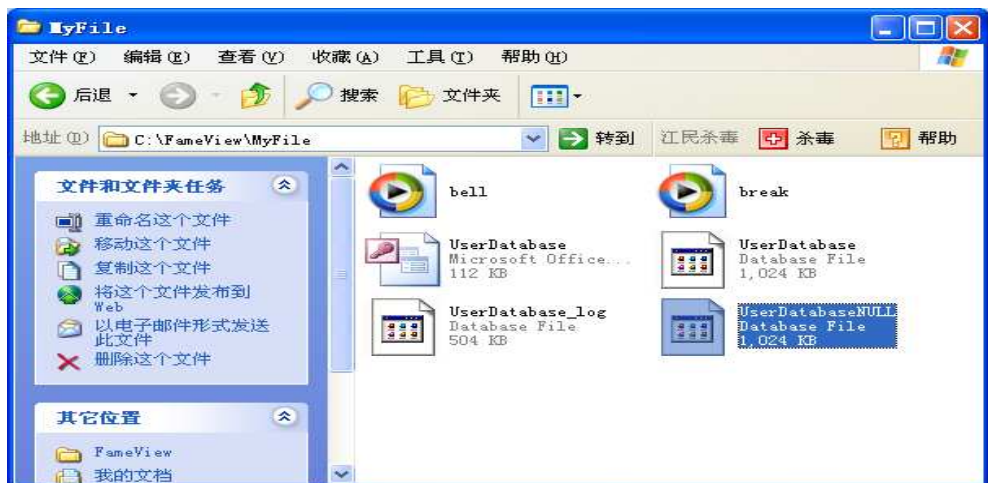 MyFile
文件(F) 编辑(E) 查看(V) 收藏(A) 工具(T) 帮助(H)
后退 搜索 文件夹
地址(D) C:\FameView\MyFile 转到 江民杀毒 杀毒 帮助
文件和文件夹任务
重命名这个文件
移动这个文件
复制这个文件
将这个文件发布到
Web
以电子邮件形式发送
此文件
删除这个文件
其它位置
FameView
我的文档
bell
break
UserDatabase
Microsoft Office...
112 KB
UserDatabase
Database File
1,024 KB
UserDatabase_log
Database File
504 KB
UserDatabaseNULL
Database File
1,024 KB